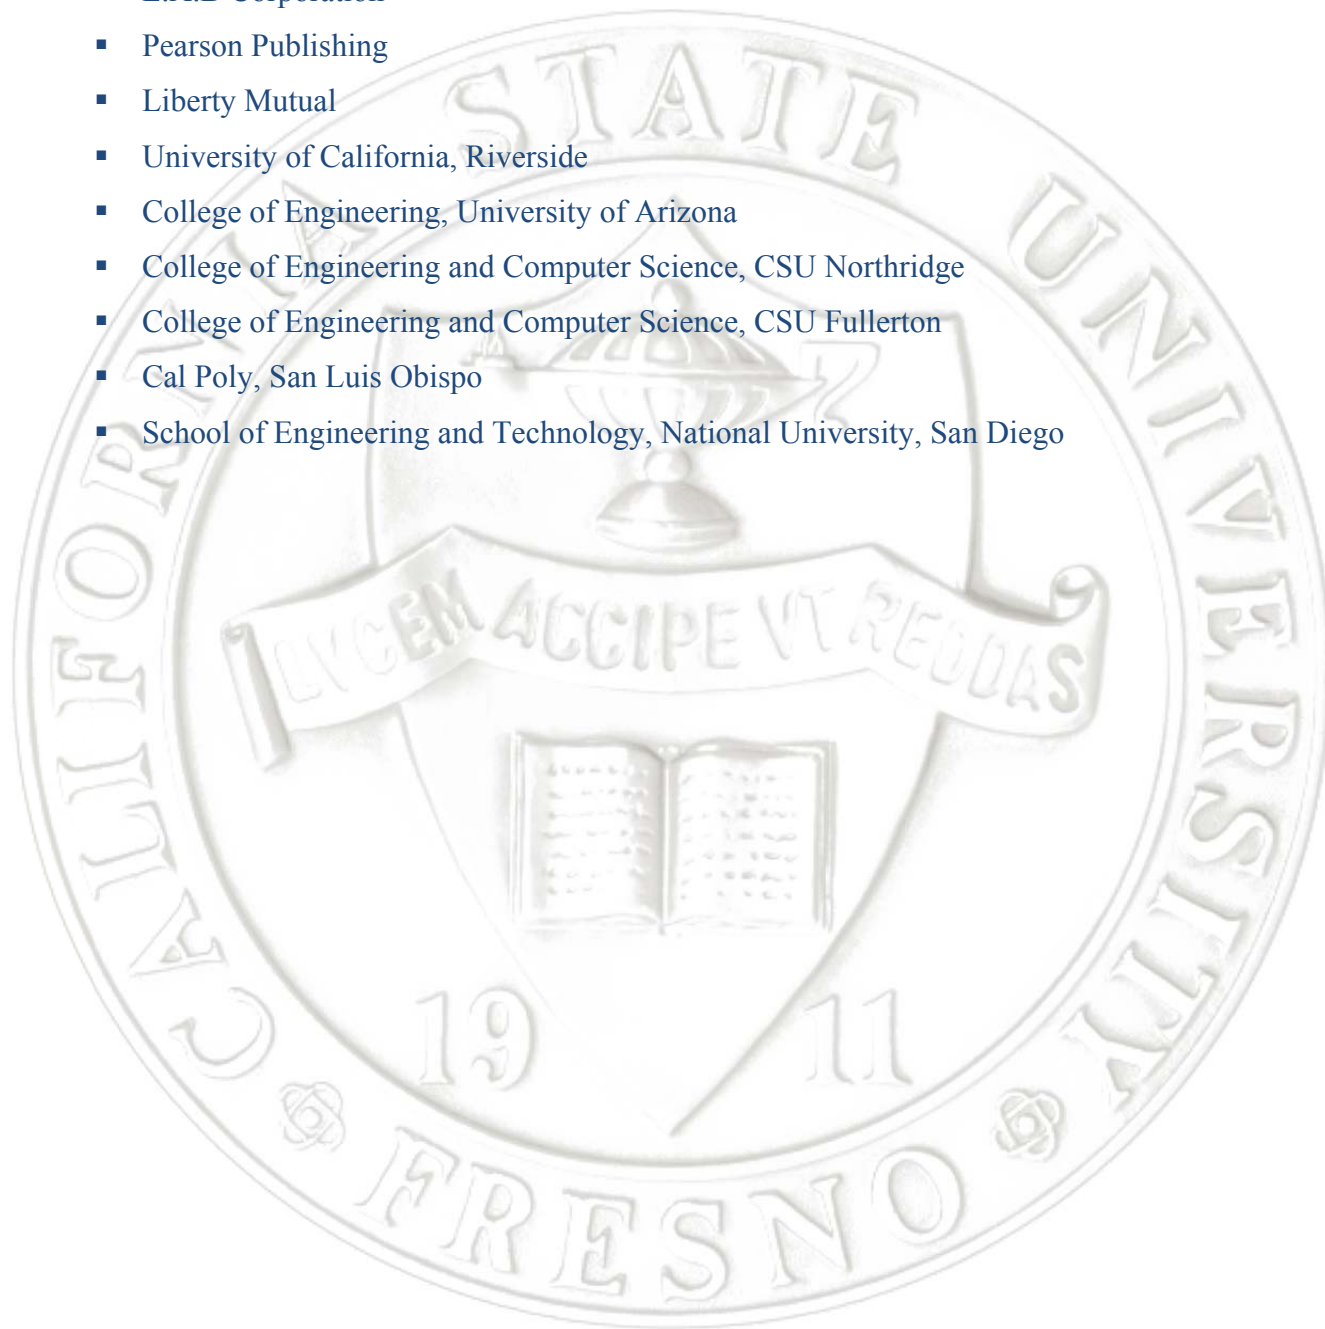 Corporation
▪ Pearson Publishing
▪ Liberty Mutual
▪ University of California, Riverside
▪ College of Engineering, University of Arizona
▪ College of Engineering and Computer Science, CSU Northridge
▪ College of Engineering and Computer Science, CSU Fullerton
▪ Cal Poly, San Luis Obispo
▪ School of Engineering and Technology, National University, San Diego
CALIFORNIA STATE UNIVERSITY
LVCEM ACCIPE VT REDDAS
19 11
FRESNO